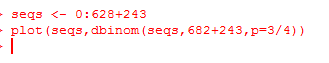 > seqs <- 0:628+243
> plot(seqs,dbinom(seqs,682+243,p=3/4))
>